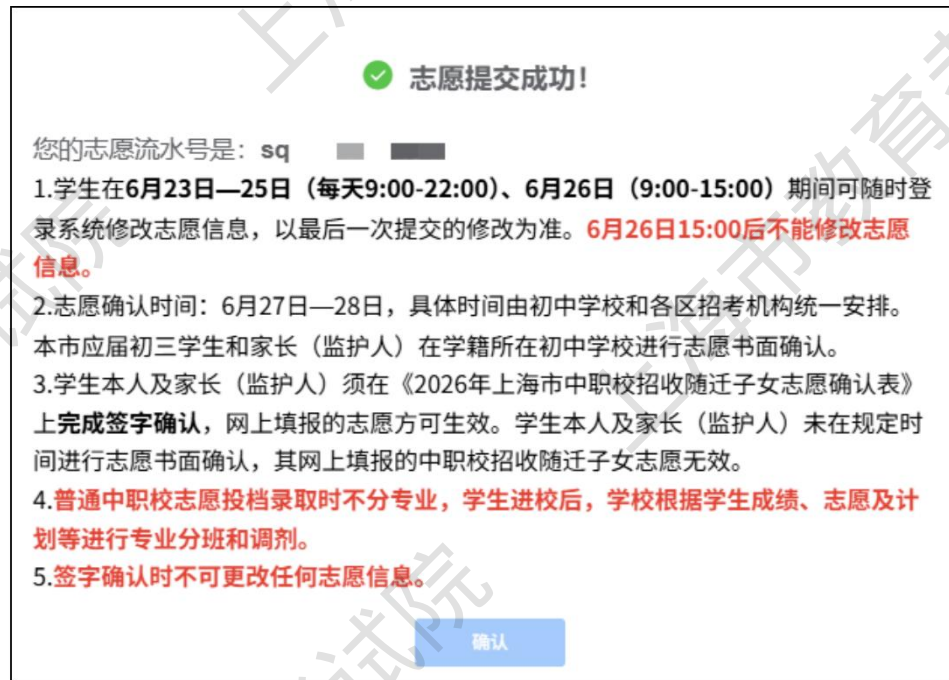 志愿提交成功！
您的志愿流水号是：sq
1.学生在6月23日—25日（每天9:00-22:00）、6月26日（9:00-15:00）期间可随时登
录系统修改志愿信息，以最后一次提交的修改为准。6月26日15:00后不能修改志愿
信息。
2.志愿确认时间：6月27日—28日，具体时间由初中学校和各区招考机构统一安排。
本市应届初三学生和家长（监护人）在学籍所在初中学校进行志愿书面确认。
3.学生本人及家长（监护人）须在《2026年上海市中职校招收随迁子女志愿确认表》
上完成签字确认，网上填报的志愿方可生效。学生本人及家长（监护人）未在规定时
间进行志愿书面确认，其网上填报的中职校招收随迁子女志愿无效。
4.普通中职校志愿投档录取时不分专业，学生进校后，学校根据学生成绩、志愿及计
划等进行专业分班和调剂。
5.签字确认时不可更改任何志愿信息。
确认
上海
上海市教育考
试院
试院